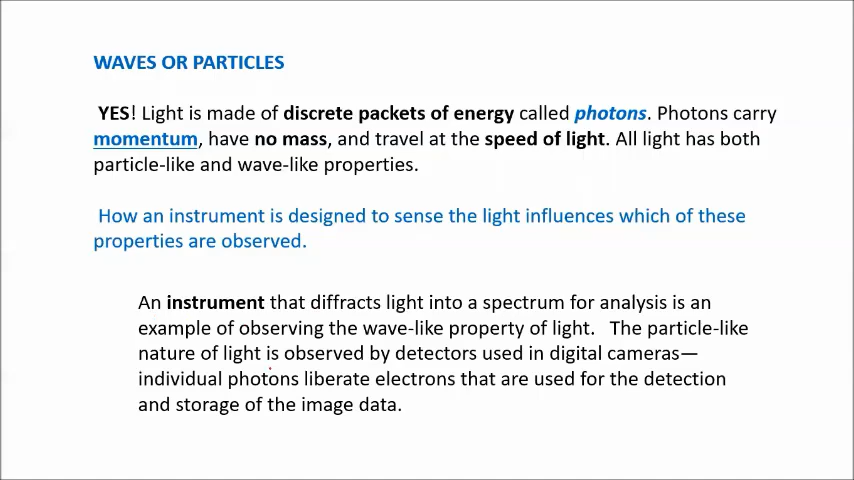 WAVES OR PARTICLES
YES! Light is made of discrete packets of energy called photons. Photons carry
momentum, have no mass, and travel at the speed of light. All light has both
particle-like and wave-like properties.
How an instrument is designed to sense the light influences which of these
properties are observed.
An instrument that diffracts light into a spectrum for analysis is an
example of observing the wave-like property of light. The particle-like
nature of light is observed by detectors used in digital cameras—
individual photons liberate electrons that are used for the detection
and storage of the image data.